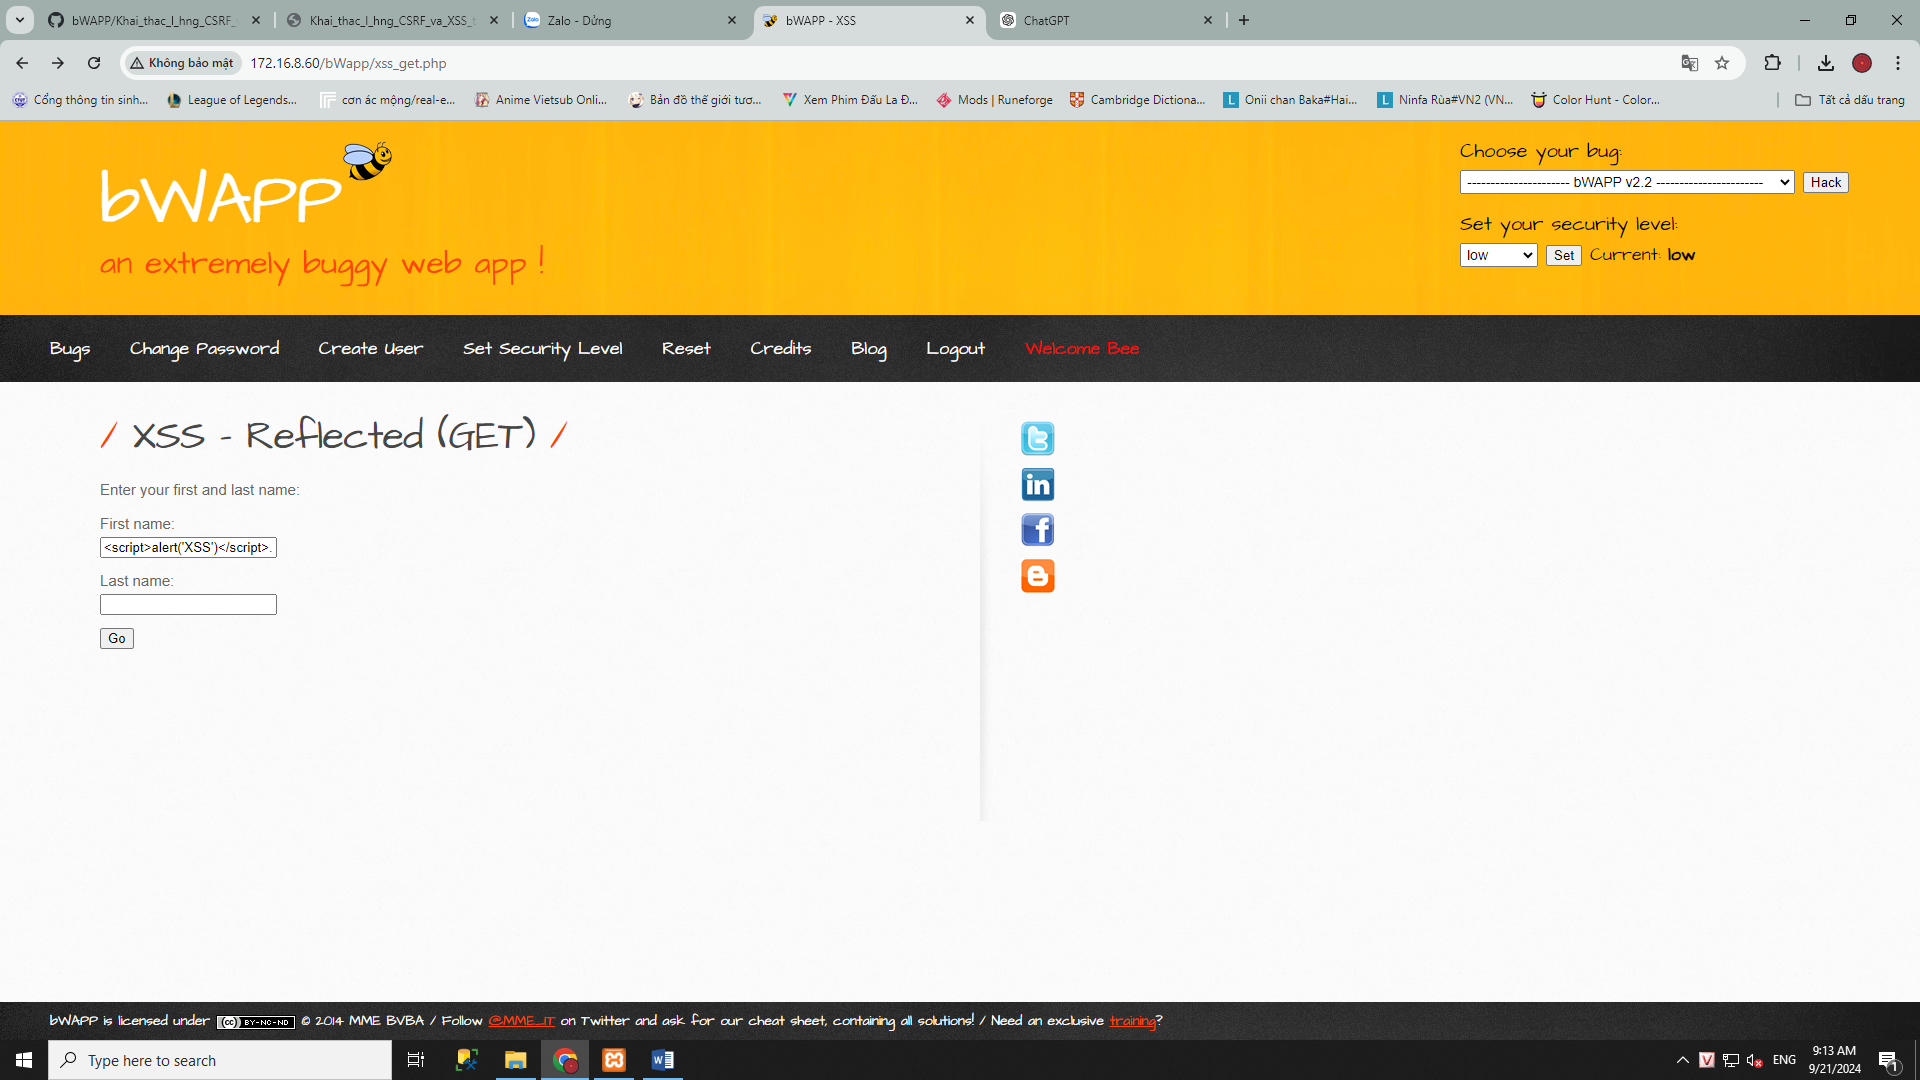 bWAPP/Khai_thac_l_hng_CSRF_
Khai_thac_l_hng_CSRF_va_XSS_t
Zalo - Dửng
bWAPP - XSS
ChatGPT
Không bảo mật
172.16.8.60/bWapp/xss_get.php
Cổng thông tin sinh...
League of Legends...
cơn ác mộng/real-e...
Anime Vietsub Onli...
Bản đồ thế giới tươ...
Xem Phim Đấu La Đ...
Mods | Runeforge
Cambridge Dictiona...
Onii chan Baka#Hai...
Ninfa Rùa#VN2 (VN...
Color Hunt - Color...
Tất cả dấu trang
bWAPP
an extremely buggy web app !
Choose your bug:
---------------------- bWAPP v2.2 -----------------------
Hack
Set your security level:
low
Set
Current: low
Bugs
Change Password
Create User
Set Security Level
Reset
Credits
Blog
Logout
Welcome Bee
/ XSS - Reflected (GET) /
Enter your first and last name:
First name:
<script>alert('XSS')</script>.
Last name:
Go
bWAPP is licensed under (cc) BY-NC-ND © 2014 MME BVBA / Follow @MME_IT on Twitter and ask for our cheat sheet, containing all solutions! / Need an exclusive training?
Type here to search
ENG
9:13 AM
9/21/2024
1